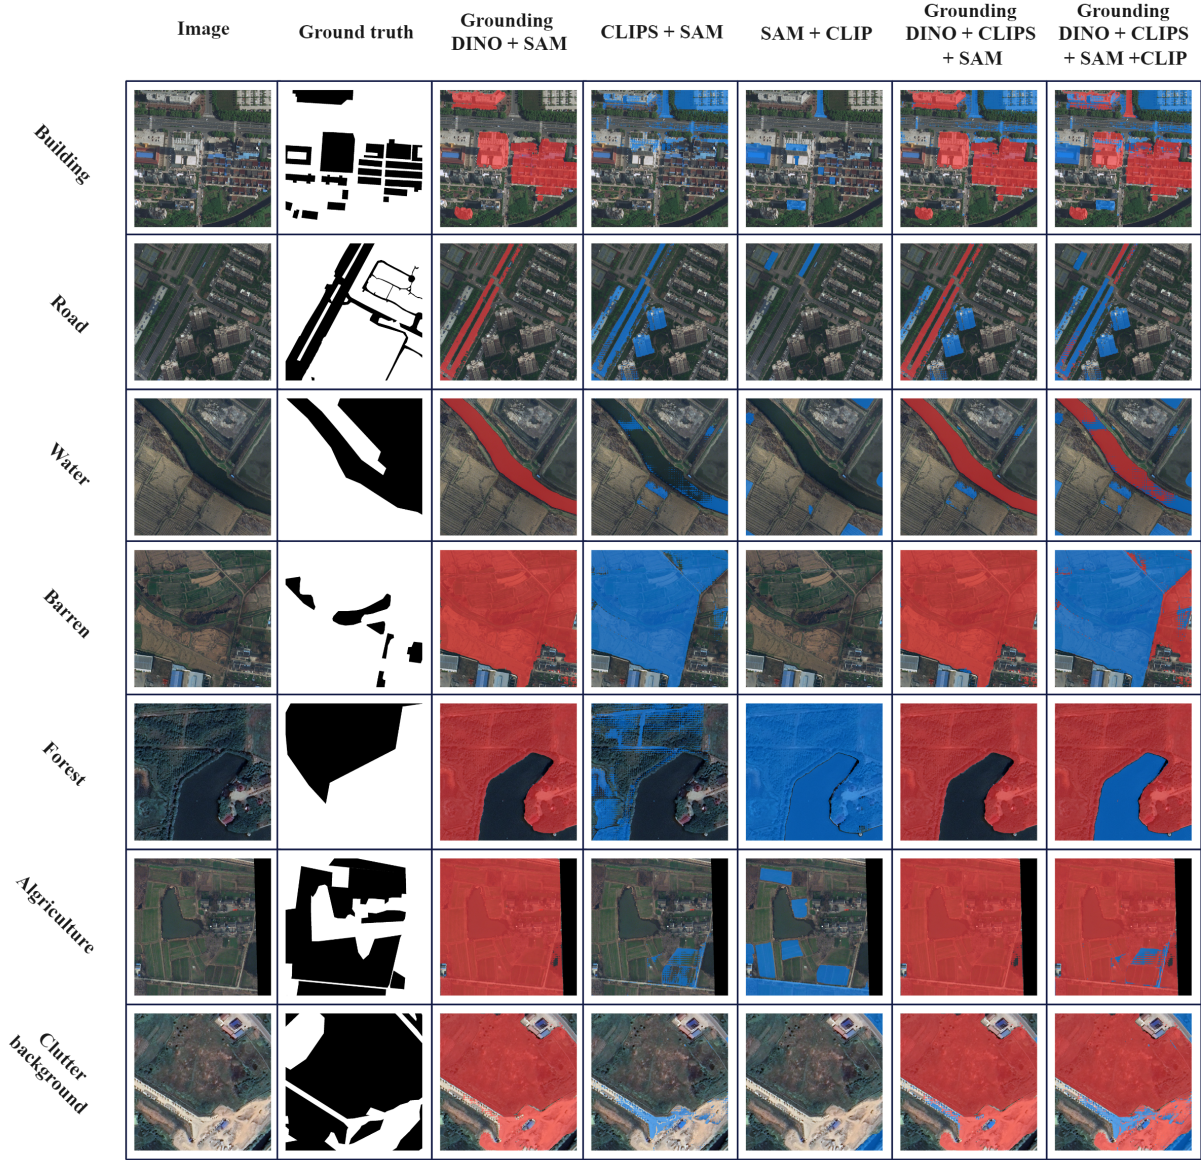 Image
Ground truth
Grounding
DINO + SAM
CLIPS + SAM
SAM + CLIP
Grounding
DINO + CLIPS
+ SAM
Grounding
DINO + CLIPS
+ SAM +CLIP
Building
Road
Water
Barren
Forest
Algriculture
Clutter
background